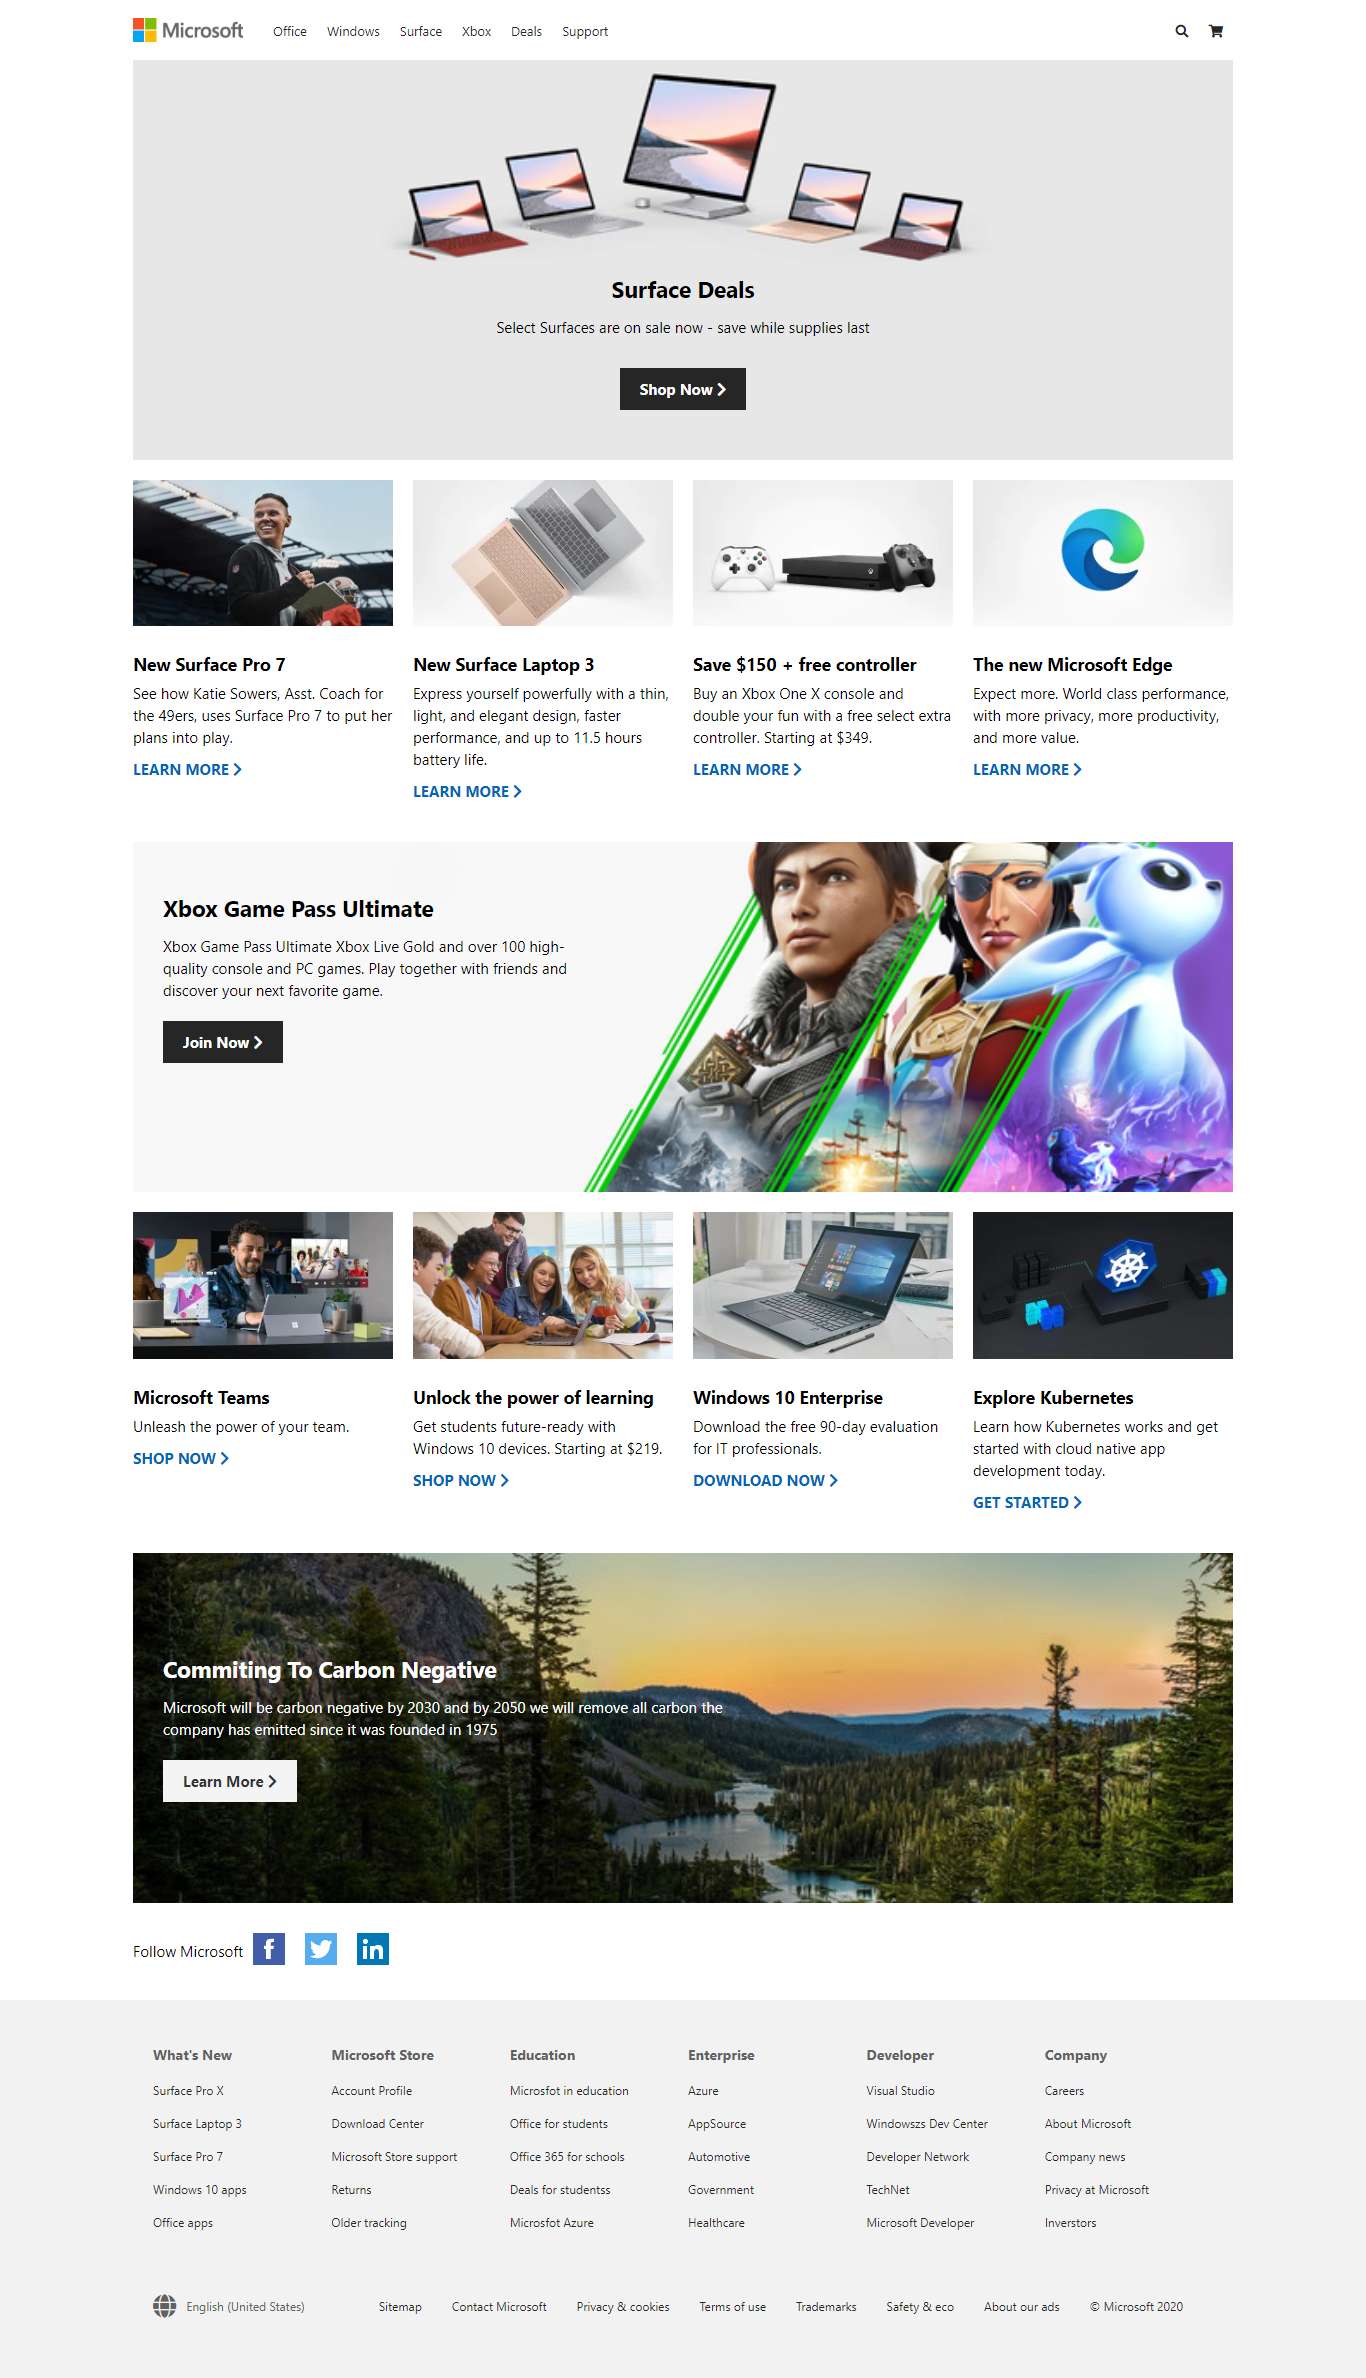 Microsoft
Office Windows Surface Xbox Deals Support
Surface Deals
Select Surfaces are on sale now - save while supplies last
Shop Now
New Surface Pro 7
See how Katie Sowers, Asst. Coach for
the 49ers, uses Surface Pro 7 to put her
plans into play.
LEARN MORE
New Surface Laptop 3
Express yourself powerfully with a thin,
light, and elegant design, faster
performance, and up to 11.5 hours
battery life.
LEARN MORE
Save $150 + free controller
Buy an Xbox One X console and
double your fun with a free select extra
controller. Starting at $349.
LEARN MORE
The new Microsoft Edge
Expect more. World class performance,
with more privacy, more productivity,
and more value.
LEARN MORE
Xbox Game Pass Ultimate
Xbox Game Pass Ultimate Xbox Live Gold and over 100 high-
quality console and PC games. Play together with friends and
discover your next favorite game.
Join Now
Microsoft Teams
Unleash the power of your team.
SHOP NOW
Unlock the power of learning
Get students future-ready with
Windows 10 devices. Starting at $219.
SHOP NOW
Windows 10 Enterprise
Download the free 90-day evaluation
for IT professionals.
DOWNLOAD NOW
Explore Kubernetes
Learn how Kubernetes works and get
started with cloud native app
development today.
GET STARTED
Commiting To Carbon Negative
Microsoft will be carbon negative by 2030 and by 2050 we will remove all carbon the
company has emitted since it was founded in 1975
Learn More
Follow Microsoft
What's New
Surface Pro X
Surface Laptop 3
Surface Pro 7
Windows 10 apps
Office apps
Microsoft Store
Account Profile
Download Center
Microsoft Store support
Returns
Older tracking
Education
Microsfot in education
Office for students
Office 365 for schools
Deals for studentss
Microsfot Azure
Enterprise
Azure
AppSource
Automotive
Government
Healthcare
Developer
Visual Studio
Windowszs Dev Center
Developer Network
TechNet
Microsoft Developer
Company
Careers
About Microsoft
Company news
Privacy at Microsoft
Inverstors
English (United States) Sitemap Contact Microsoft Privacy & cookies Terms of use Trademarks Safety & eco About our ads © Microsoft 2020